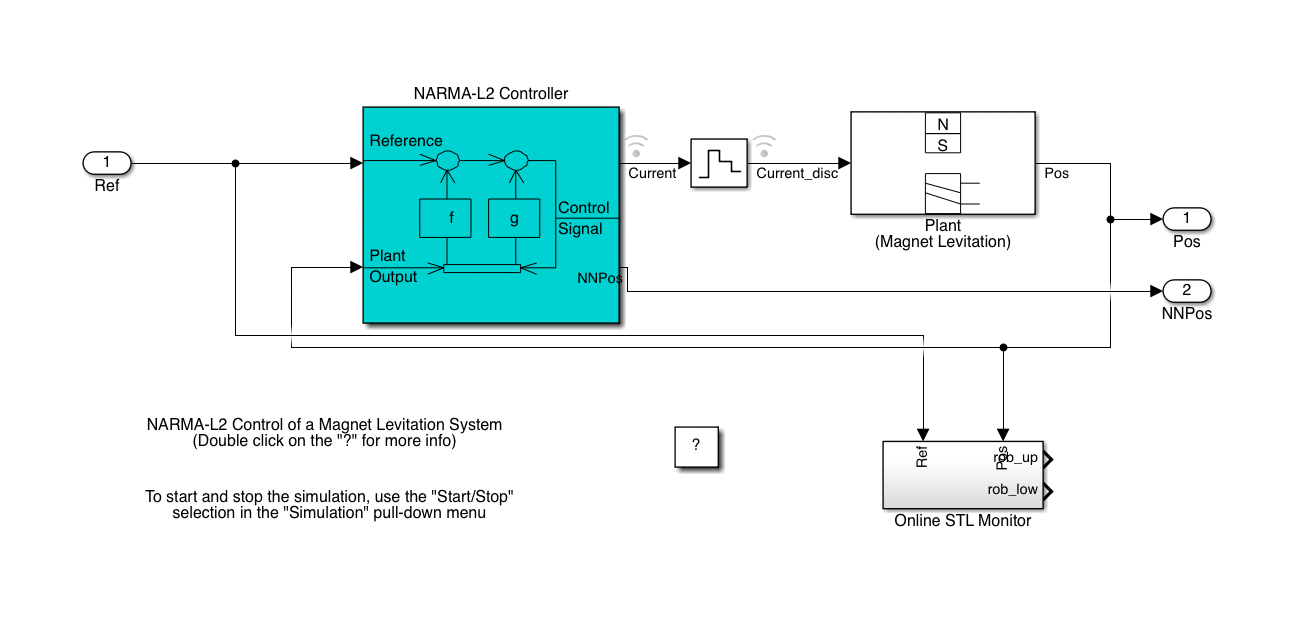 NARMA-L2 Controller
Reference
f
g
Control
Signal
Plant
Output
NNPos
1
Ref
Current
Current_disc
N
S
Plant
(Magnet Levitation)
Pos
1
Pos
2
NNPos
NARMA-L2 Control of a Magnet Levitation System
(Double click on the "?" for more info)
To start and stop the simulation, use the "Start/Stop"
selection in the "Simulation" pull-down menu
?
Ref
Pos
rob_up
rob_low
Online STL Monitor